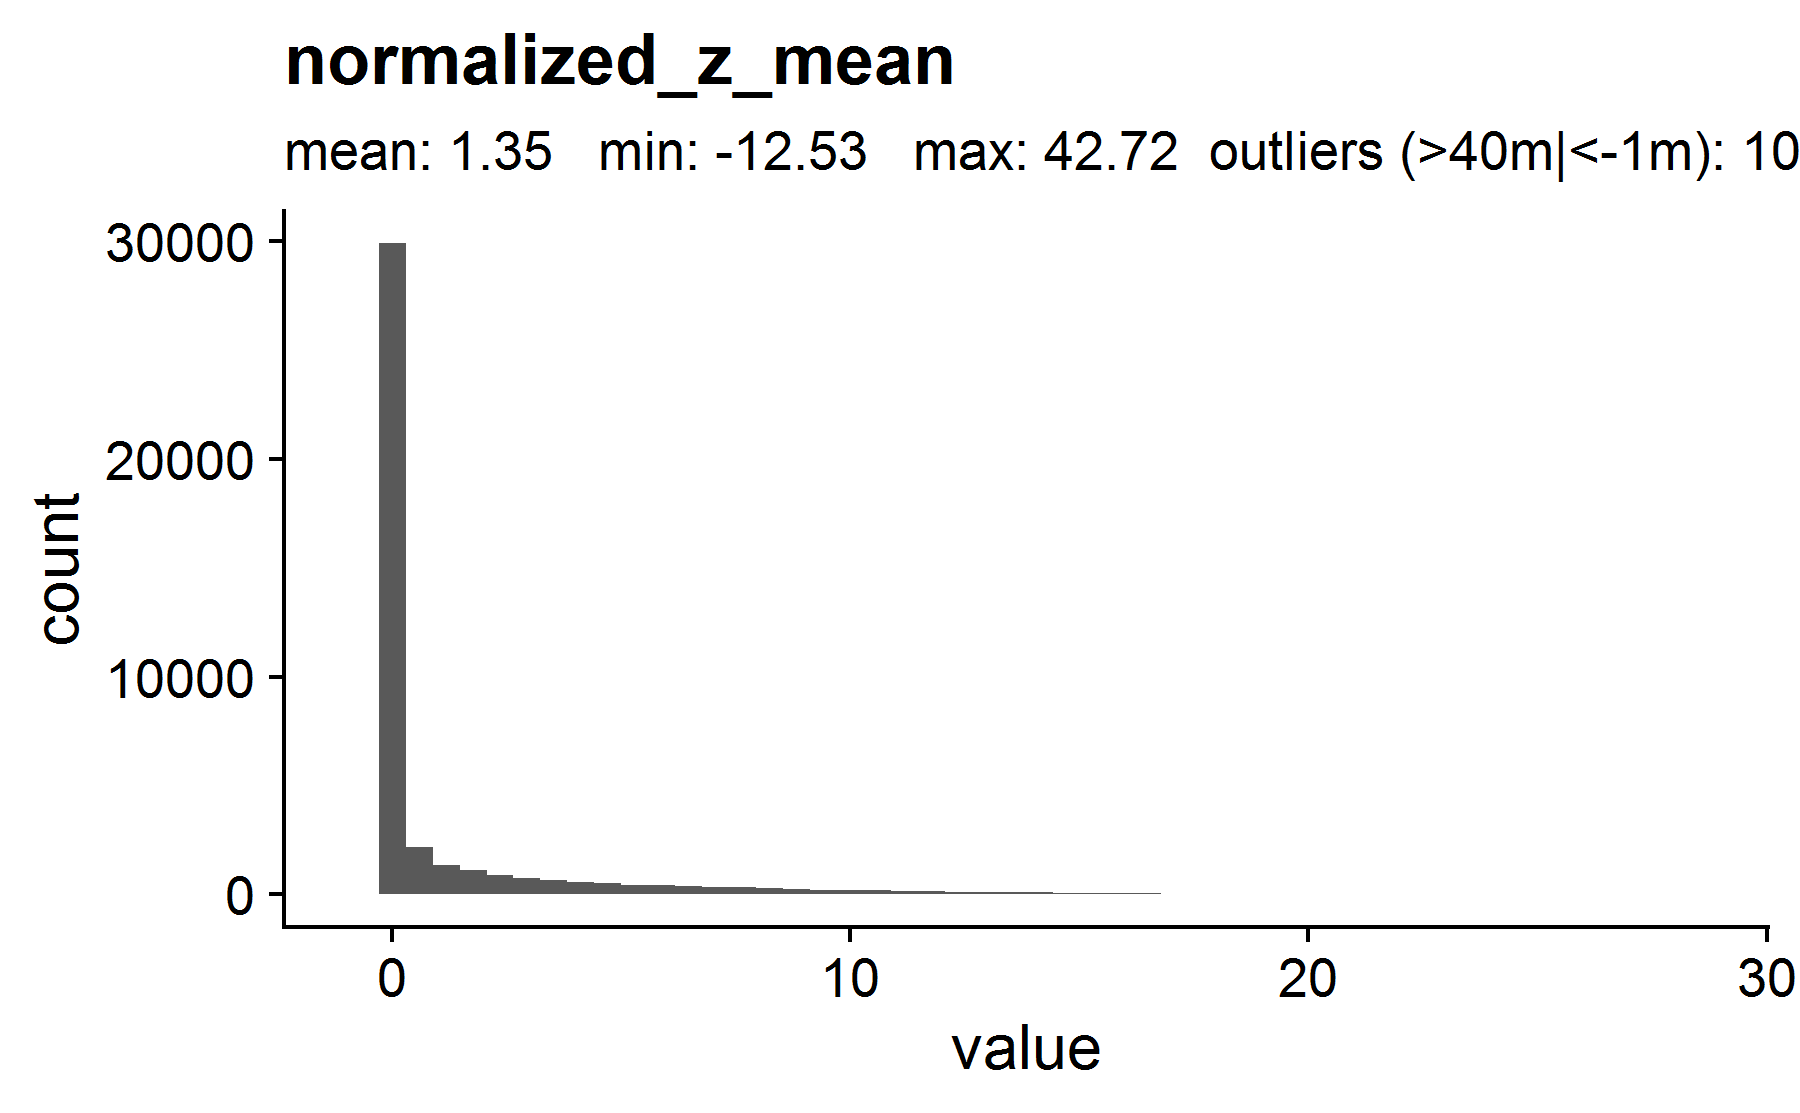 normalized_z_mean
mean: 1.35   min: -12.53   max: 42.72  outliers (>40m|<-1m): 10
30000
20000
10000
0
count
0 10 20 30
value